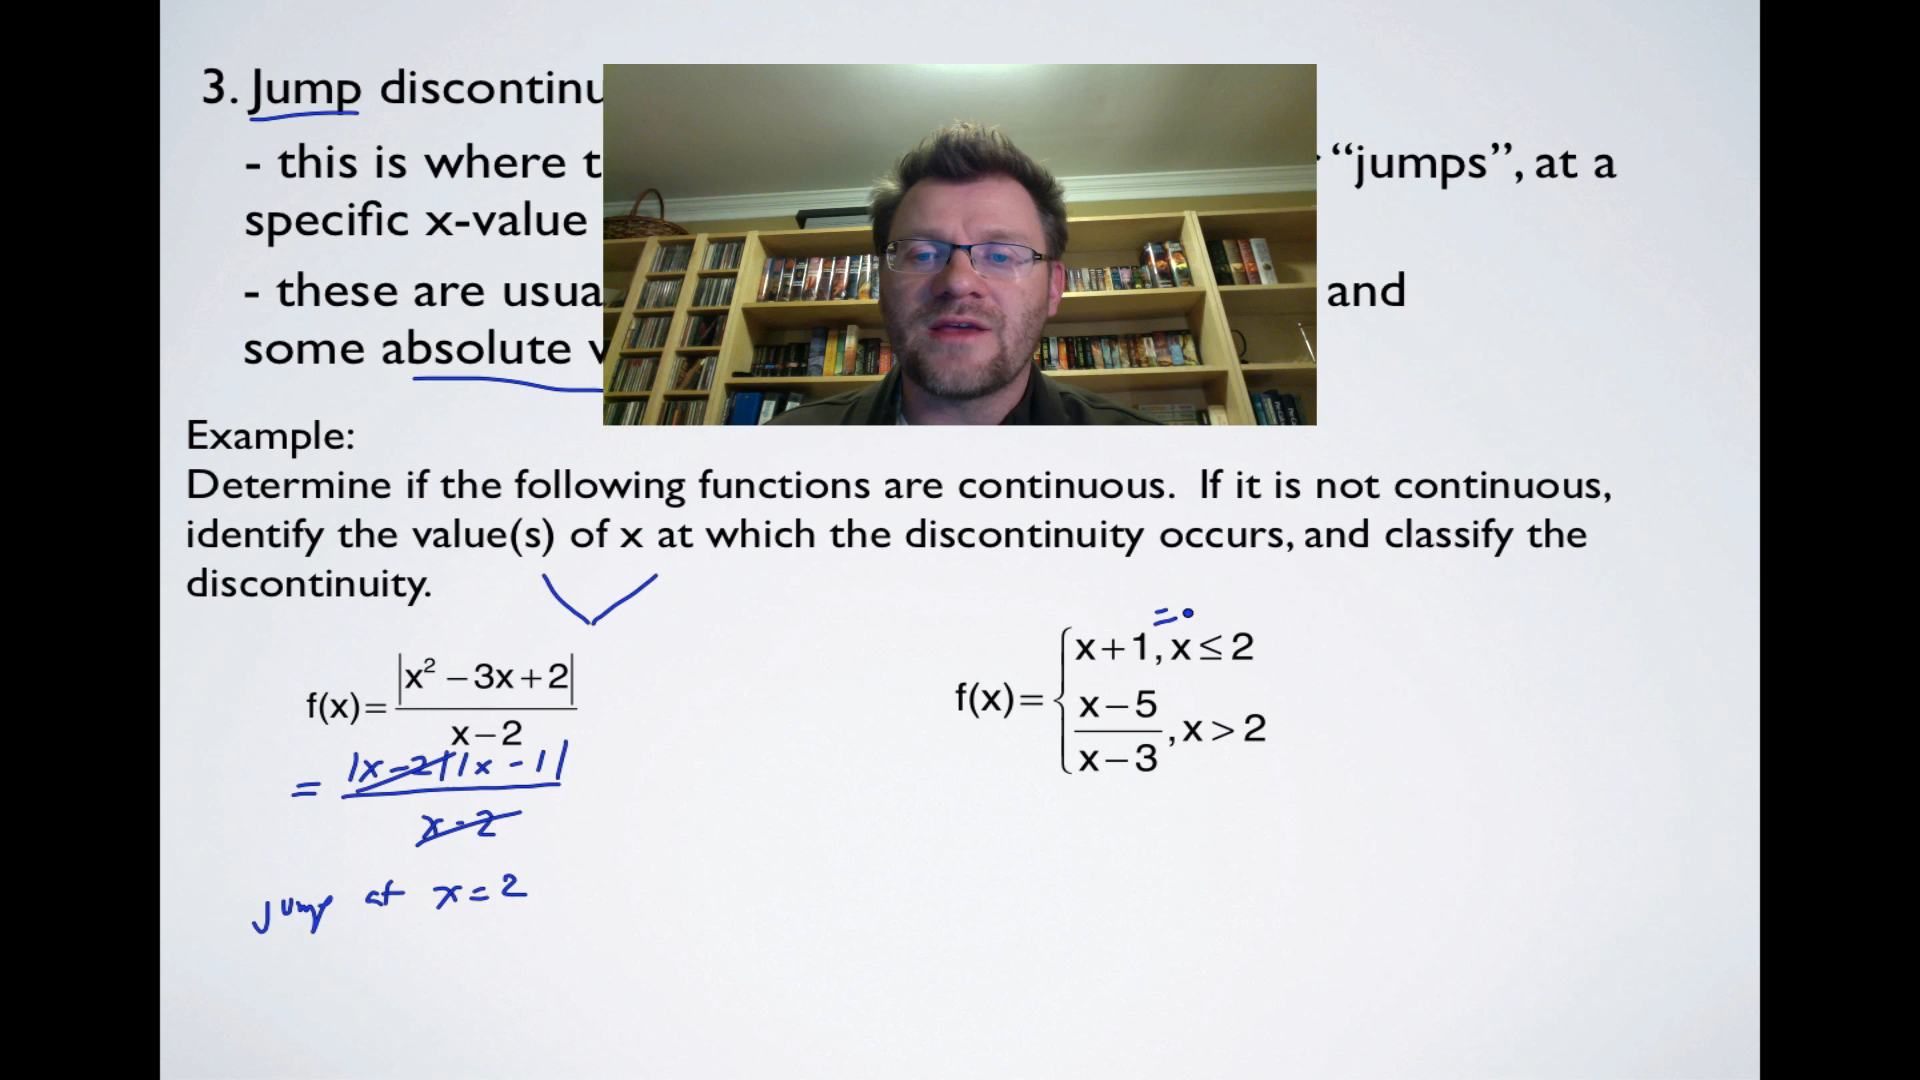 3. Jump discontinu
- this is where t “jumps”, at a
specific x-value
- these are usua and
some absolute v
Example:
Determine if the following functions are continuous. If it is not continuous,
identify the value(s) of x at which the discontinuity occurs, and classify the
discontinuity.
f(x)= |x² − 3x + 2| / x − 2
= |x-2||x-1| / x-2
jump at x = 2
=
f(x)= { x + 1, x ≤ 2
x − 5 / x − 3 , x > 2